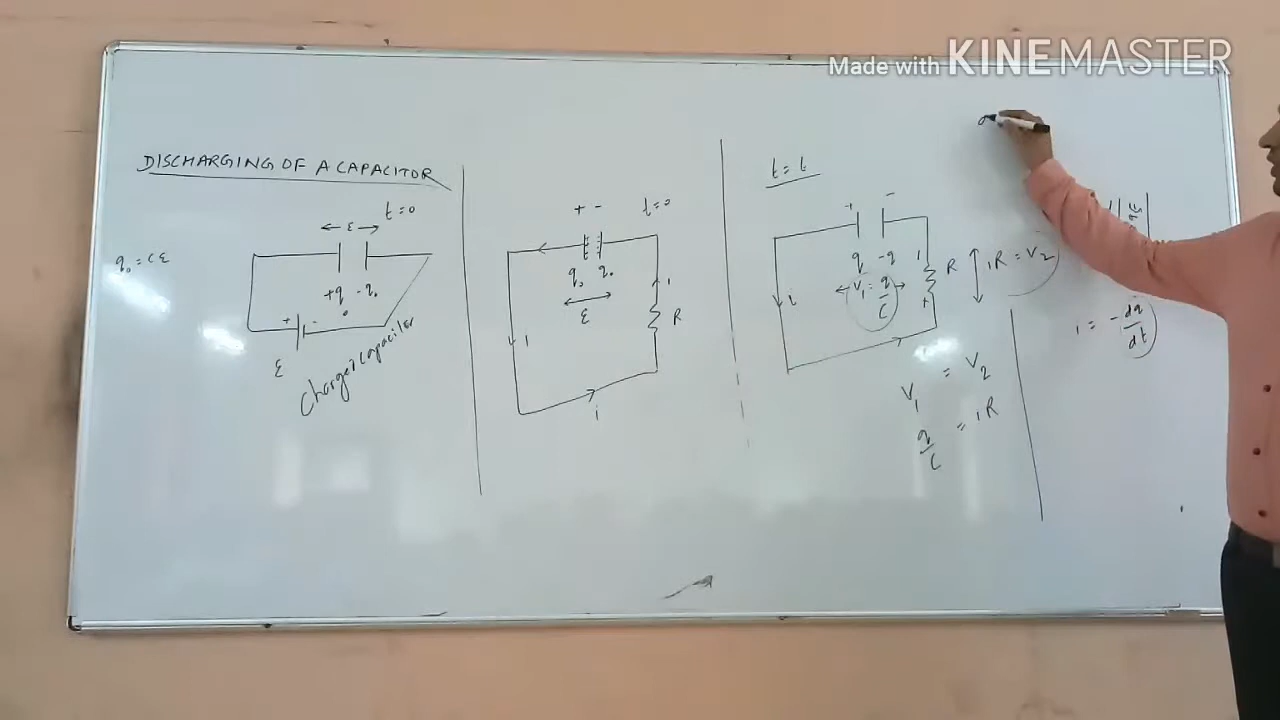 Made with KINEMASTER
DISCHARGING OF A CAPACITOR
t=0
ε
q₀ = Cε
+q -q₀
+ -
ε
Charged capacitor
+ -
t=0
q₀ q₀
ε
R
i
i
i
t = t
+ -
q -q
V₁ = q/C
i
i
+
R
iR = V₂
V₁ = V₂
q/C = iR
i = -(dq/dt)